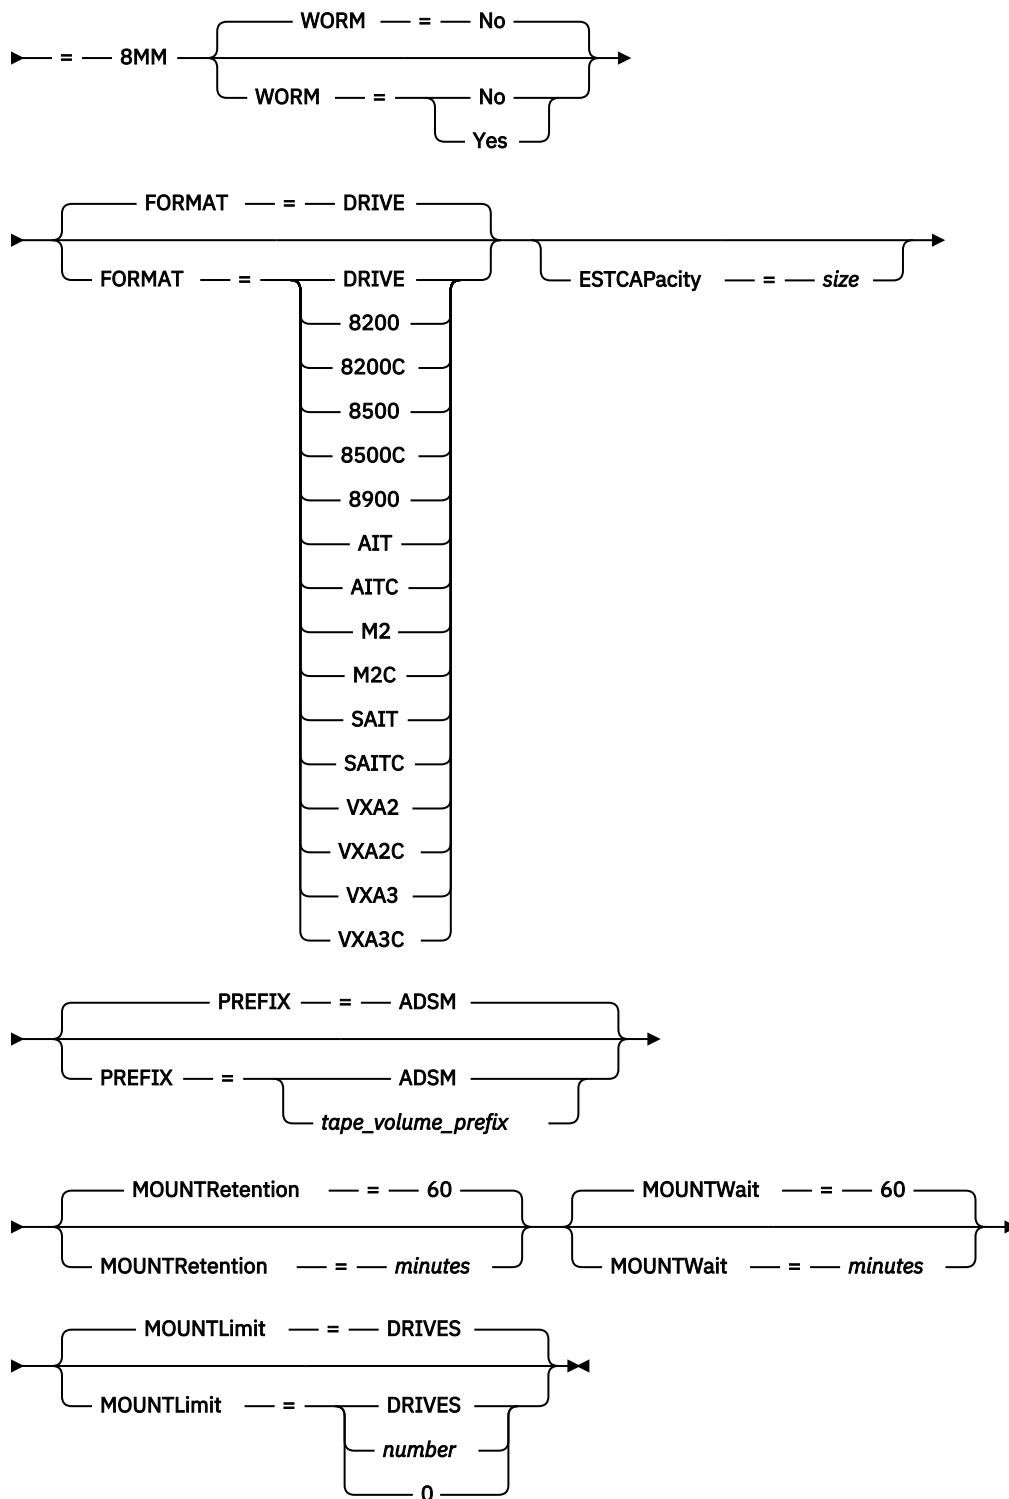 WORM = No
= 8MM
WORM = No
Yes
FORMAT = DRIVE
FORMAT = DRIVE
ESTCAPacity = size
8200
8200C
8500
8500C
8900
AIT
AITC
M2
M2C
SAIT
SAITC
VXA2
VXA2C
VXA3
VXA3C
PREFIX = ADSM
PREFIX = ADSM
tape_volume_prefix
MOUNTRetention = 60 MOUNTWait = 60
MOUNTRetention = minutes MOUNTWait = minutes
MOUNTLimit = DRIVES
MOUNTLimit = DRIVES
number
0